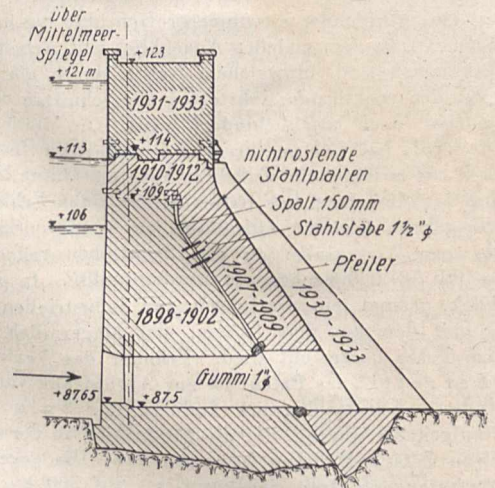 über
Mittelmeer-
spiegel
+123
+121 m
1931-1933
+113
+114
1910-1912
+109
nichtrostende
Stahlplatten
Spalt 150 mm
Stahlstäbe 1½"φ
+106
Pfeiler
1907-1909
1930-1933
1898-1902
Gummi 1"φ
+87,65
+87,5